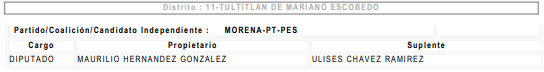 Distrito : 11-TULTITLAN DE MARIANO ESCOBEDO
Partido/Coalición/Candidato Independiente : MORENA-PT-PES
Cargo Propietario Suplente
DIPUTADO MAURILIO HERNANDEZ GONZALEZ ULISES CHAVEZ RAMIREZ